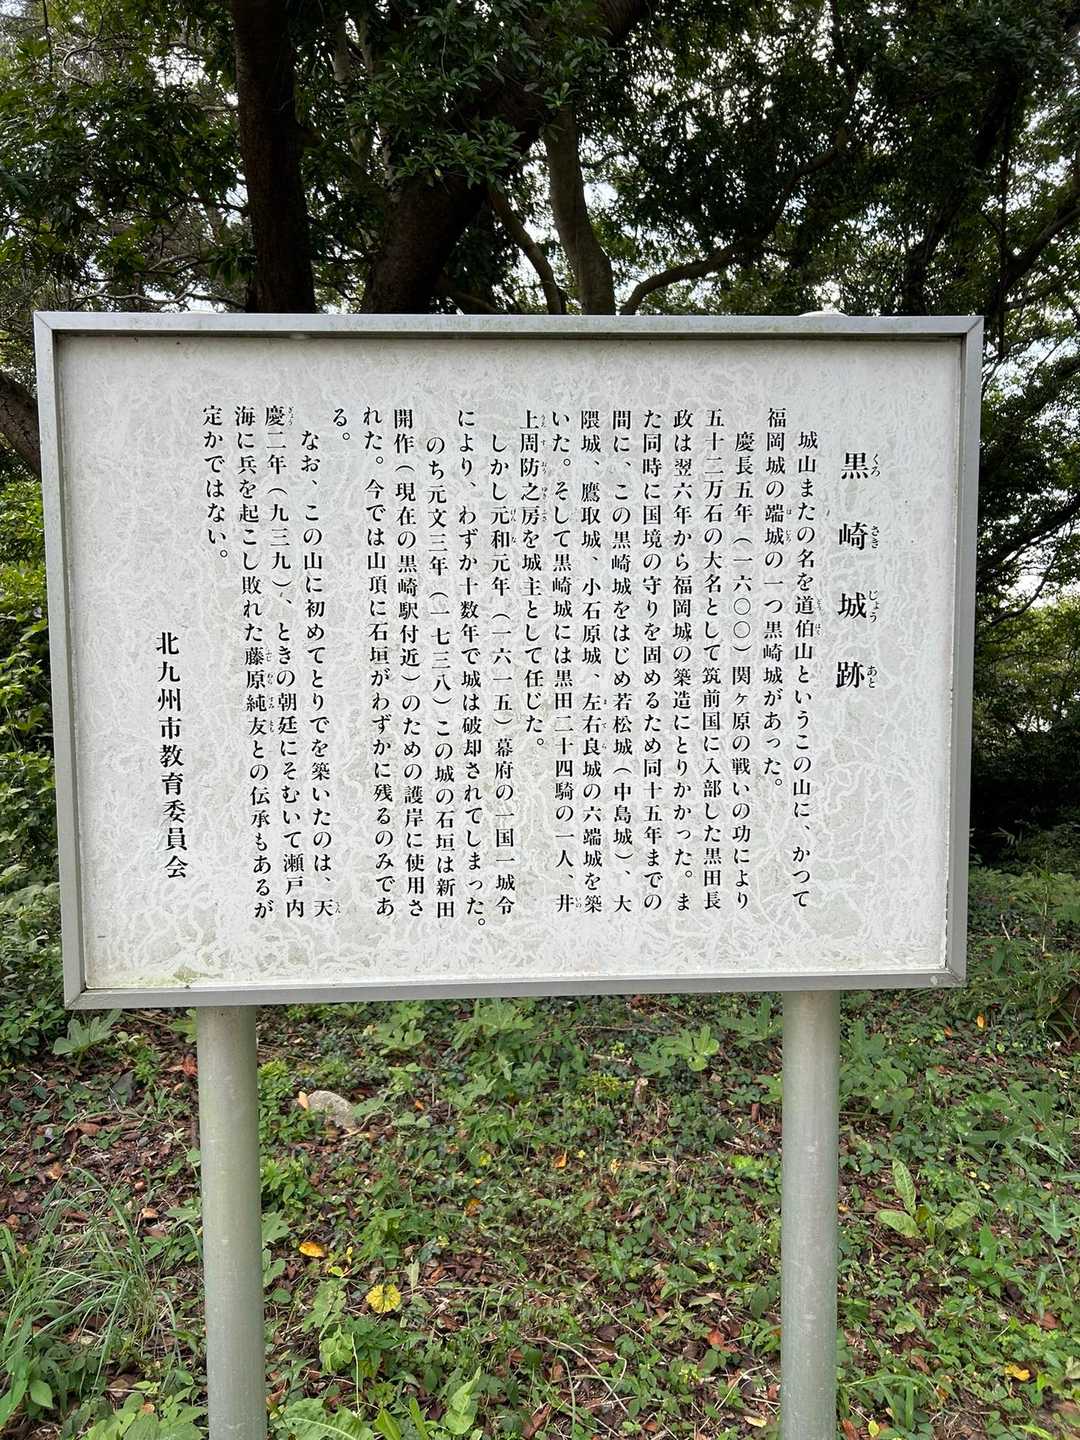 黒崎城跡
城山またの名を道伯山というこの山に、かつて
福岡城の端城の一つ黒崎城があった。
慶長五年（一六〇〇）関ヶ原の戦いの功により
五十二万石の大名として筑前国に入部した黒田長
政は翌六年から福岡城の築造にとりかかった。ま
た同時に国境の守りを固めるため同十五年までの
間に、この黒崎城をはじめ若松城（中島城）、大
隈城、鷹取城、小石原城、左右良城の六端城を築
いた。そして黒崎城には黒田二十四騎の一人、井
上周防之房を城主として任じた。
しかし元和元年（一六一五）幕府の一国一城令
により、わずか十数年で城は破却されてしまった。
のち元文三年（一七三八）この城の石垣は新田
開作（現在の黒崎駅付近）のための護岸に使用さ
れた。今では山頂に石垣がわずかに残るのみであ
る。
なお、この山に初めてとりでを築いたのは、天
慶二年（九三九）、ときの朝廷にそむいて瀬戸内
海に兵を起こし敗れた藤原純友との伝承もあるが
定かではない。
北九州市教育委員会